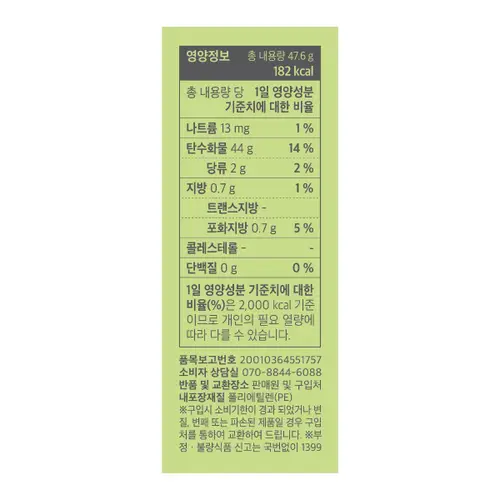 영양정보 총 내용량 47.6 g
182 kcal
총 내용량 당 1일 영양성분
기준치에 대한 비율
나트륨 13 mg 1 %
탄수화물 44 g 14 %
당류 2 g 2 %
지방 0.7 g 1 %
트랜스지방 -
포화지방 0.7 g 5 %
콜레스테롤 - -
단백질 0 g 0 %
1일 영양성분 기준치에 대한
비율(%)은 2,000 kcal 기준
이므로 개인의 필요 열량에
따라 다를 수 있습니다.
품목보고번호 20010364551757
소비자 상담실 070-8844-6088
반품 및 교환장소 판매원 및 구입처
내포장재질 폴리에틸렌(PE)
※구입시 소비기한이 경과 되었거나 변
질, 변패 또는 파손된 제품일 경우 구입
처를 통하여 교환하여 드립니다. ※부
정·불량식품 신고는 국번없이 1399